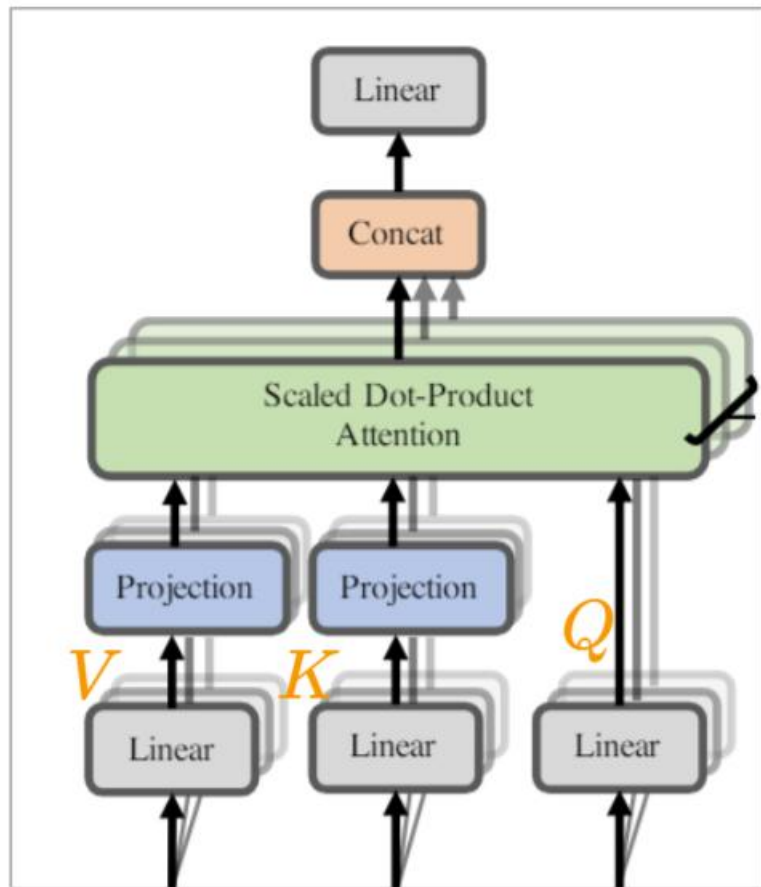 Linear
Concat
Scaled Dot-Product
Attention
Projection
Projection
V
K
Q
Linear
Linear
Linear